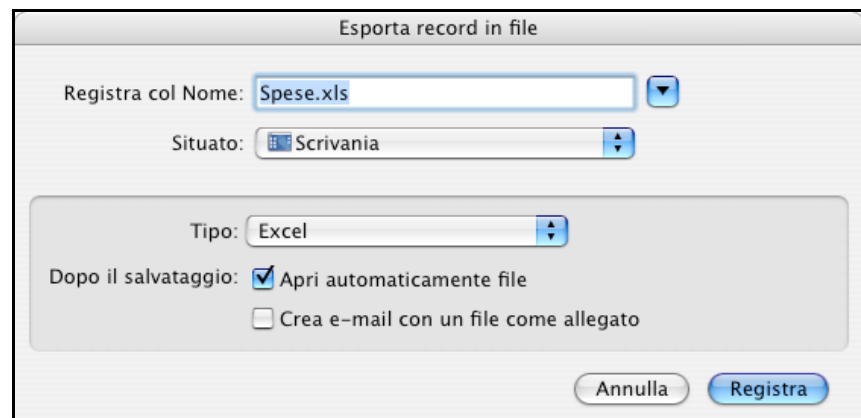 Esporta record in file
Registra col Nome: Spese.xls
Situato: Scrivania
Tipo: Excel
Dopo il salvataggio: Apri automaticamente file
Crea e-mail con un file come allegato
Annulla Registra